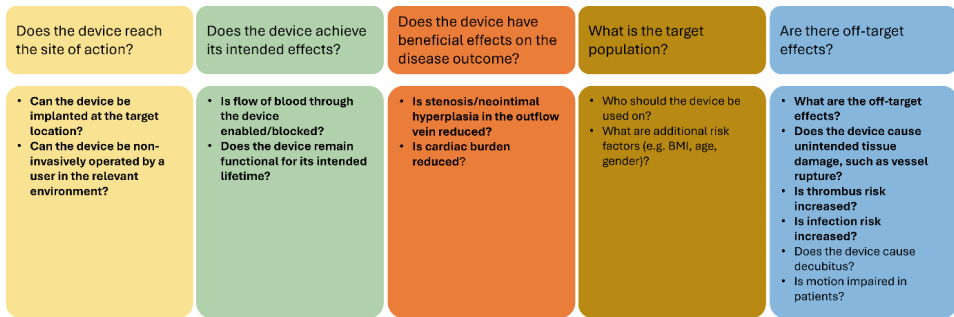 Does the device reach
the site of action?
Does the device achieve
its intended effects?
Does the device have
beneficial effects on the
disease outcome?
What is the target
population?
Are there off-target
effects?
• Can the device be
implanted at the target
location?
• Can the device be non-
invasively operated by a
user in the relevant
environment?
• Is flow of blood through
the device
enabled/blocked?
• Does the device remain
functional for its intended
lifetime?
• Is stenosis/neointimal
hyperplasia in the outflow
vein reduced?
• Is cardiac burden
reduced?
• Who should the device be
used on?
• What are additional risk
factors (e.g. BMI, age,
gender)?
• What are the off-target
effects?
• Does the device cause
unintended tissue
damage, such as vessel
rupture?
• Is thrombus risk
increased?
• Is infection risk
increased?
• Does the device cause
decubitus?
• Is motion impaired in
patients?